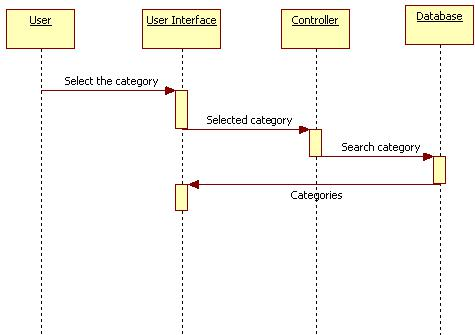 User
User Interface
Controller
Database
Select the category
Selected category
Search category
Categories